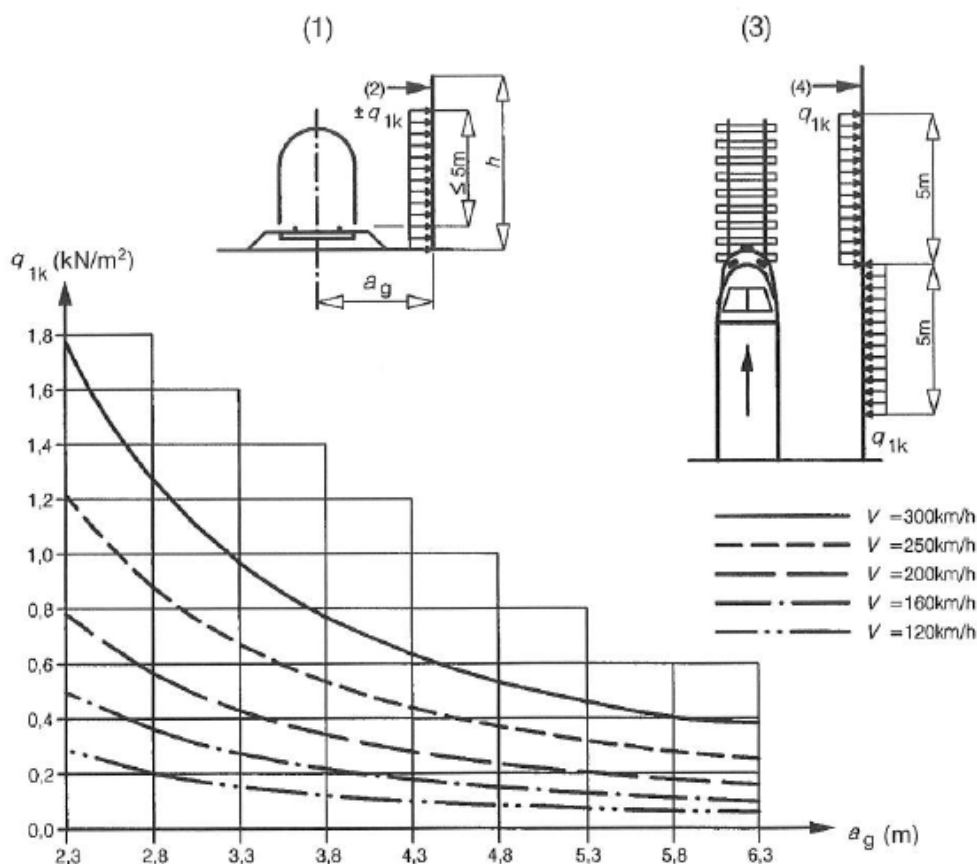 (1)
(3)
(2)
± q1k
≤ 5m
h
ag
(4)
q1k
5m
5m
q1k
q1k (kN/m²)
1,8
1,6
1,4
1,2
1,0
0,8
0,6
0,4
0,2
0,0
2,3 2,8 3,3 3,8 4,3 4,8 5,3 5,8 6,3
ag (m)
V = 300km/h
V = 250km/h
V = 200km/h
V = 160km/h
V = 120km/h